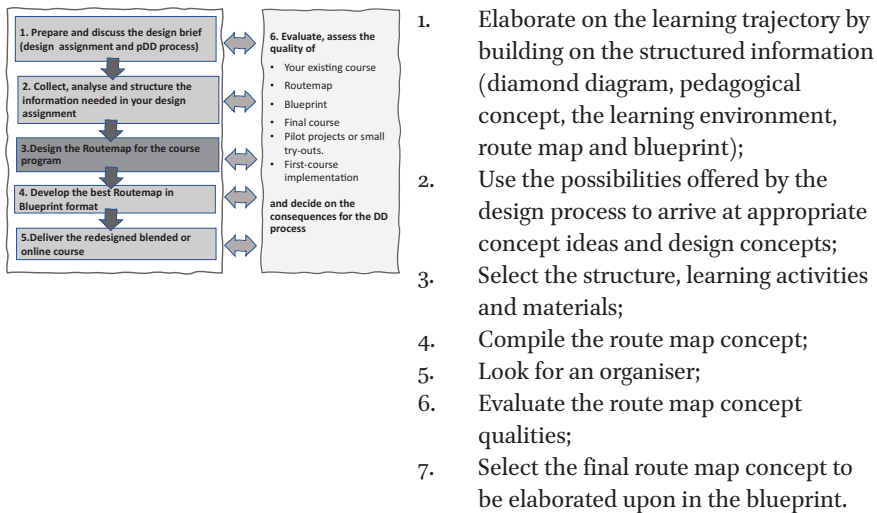 1. Prepare and discuss the design brief
(design assignment and pDD process)
2. Collect, analyse and structure the
information needed in your design
assignment
3.Design the Routemap for the course
program
4. Develop the best Routemap in
Blueprint format
5.Deliver the redesigned blended or
online course
6. Evaluate, assess the
quality of
• Your existing course
• Routemap
• Blueprint
• Final course
• Pilot projects or small
try-outs.
• First-course
implementation
and decide on the
consequences for the DD
process
1. Elaborate on the learning trajectory by
building on the structured information
(diamond diagram, pedagogical
concept, the learning environment,
route map and blueprint);
2. Use the possibilities offered by the
design process to arrive at appropriate
concept ideas and design concepts;
3. Select the structure, learning activities
and materials;
4. Compile the route map concept;
5. Look for an organiser;
6. Evaluate the route map concept
qualities;
7. Select the final route map concept to
be elaborated upon in the blueprint.